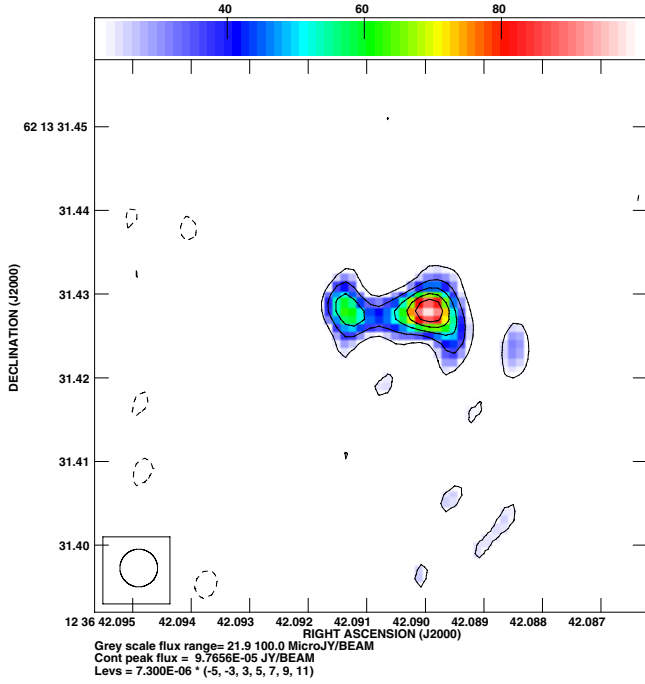 40 60 80
62 13 31.45
31.44
31.43
31.42
31.41
31.40
DECLINATION (J2000)
12 36 42.095 42.094 42.093 42.092 42.091 42.090 42.089 42.088 42.087
RIGHT ASCENSION (J2000)
Grey scale flux range= 21.9 100.0 MicroJY/BEAM
Cont peak flux = 9.7656E-05 JY/BEAM
Levs = 7.300E-06 * (-5, -3, 3, 5, 7, 9, 11)